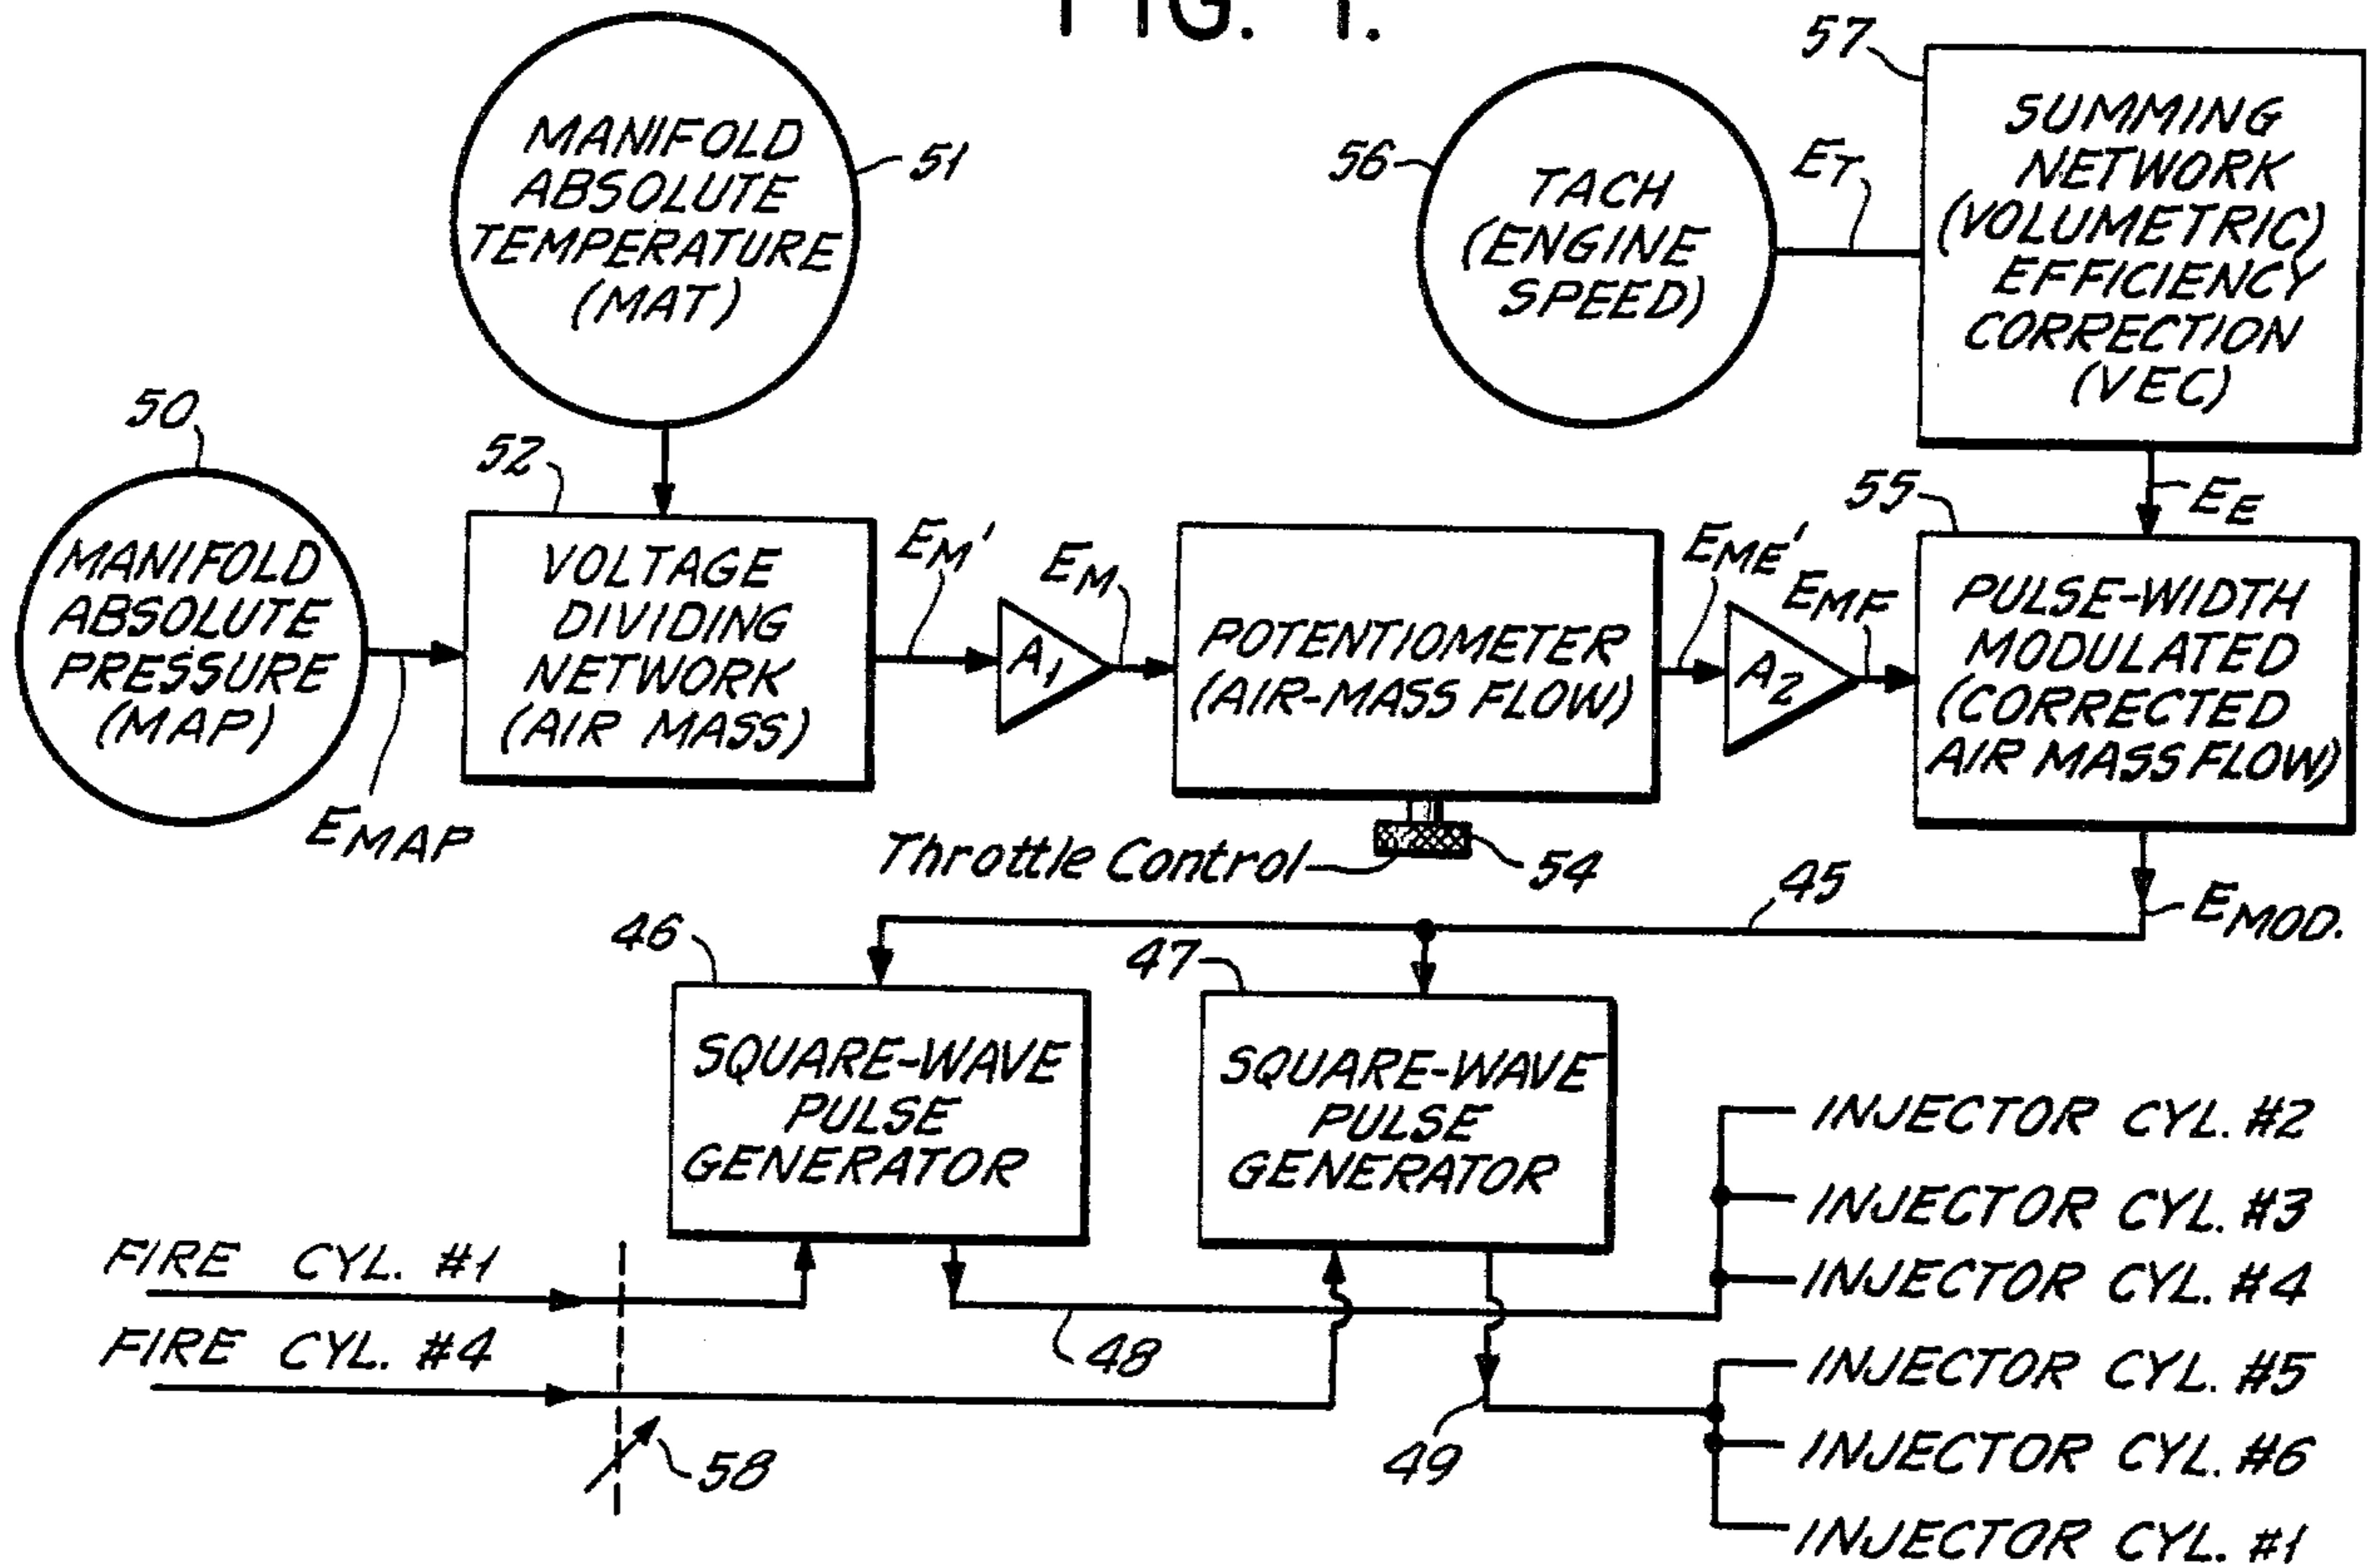 FIG. 1.
MANIFOLD
ABSOLUTE
TEMPERATURE
(MAT)
51
56
TACH
(ENGINE
SPEED)
ET
57
SUMMING
NETWORK
(VOLUMETRIC)
EFFICIENCY
CORRECTION
(VEC)
50
MANIFOLD
ABSOLUTE
PRESSURE
(MAP)
EMAP
52
VOLTAGE
DIVIDING
NETWORK
(AIR MASS)
EM'
A1
EM
POTENTIOMETER
(AIR-MASS FLOW)
Throttle Control
54
EME'
A2
EMF
EE
55
PULSE-WIDTH
MODULATED
(CORRECTED
AIR MASS FLOW)
EMOD.
45
46
SQUARE-WAVE
PULSE
GENERATOR
47
SQUARE-WAVE
PULSE
GENERATOR
FIRE CYL. #1
FIRE CYL. #4
58
48
49
INJECTOR CYL. #2
INJECTOR CYL. #3
INJECTOR CYL. #4
INJECTOR CYL. #5
INJECTOR CYL. #6
INJECTOR CYL. #1